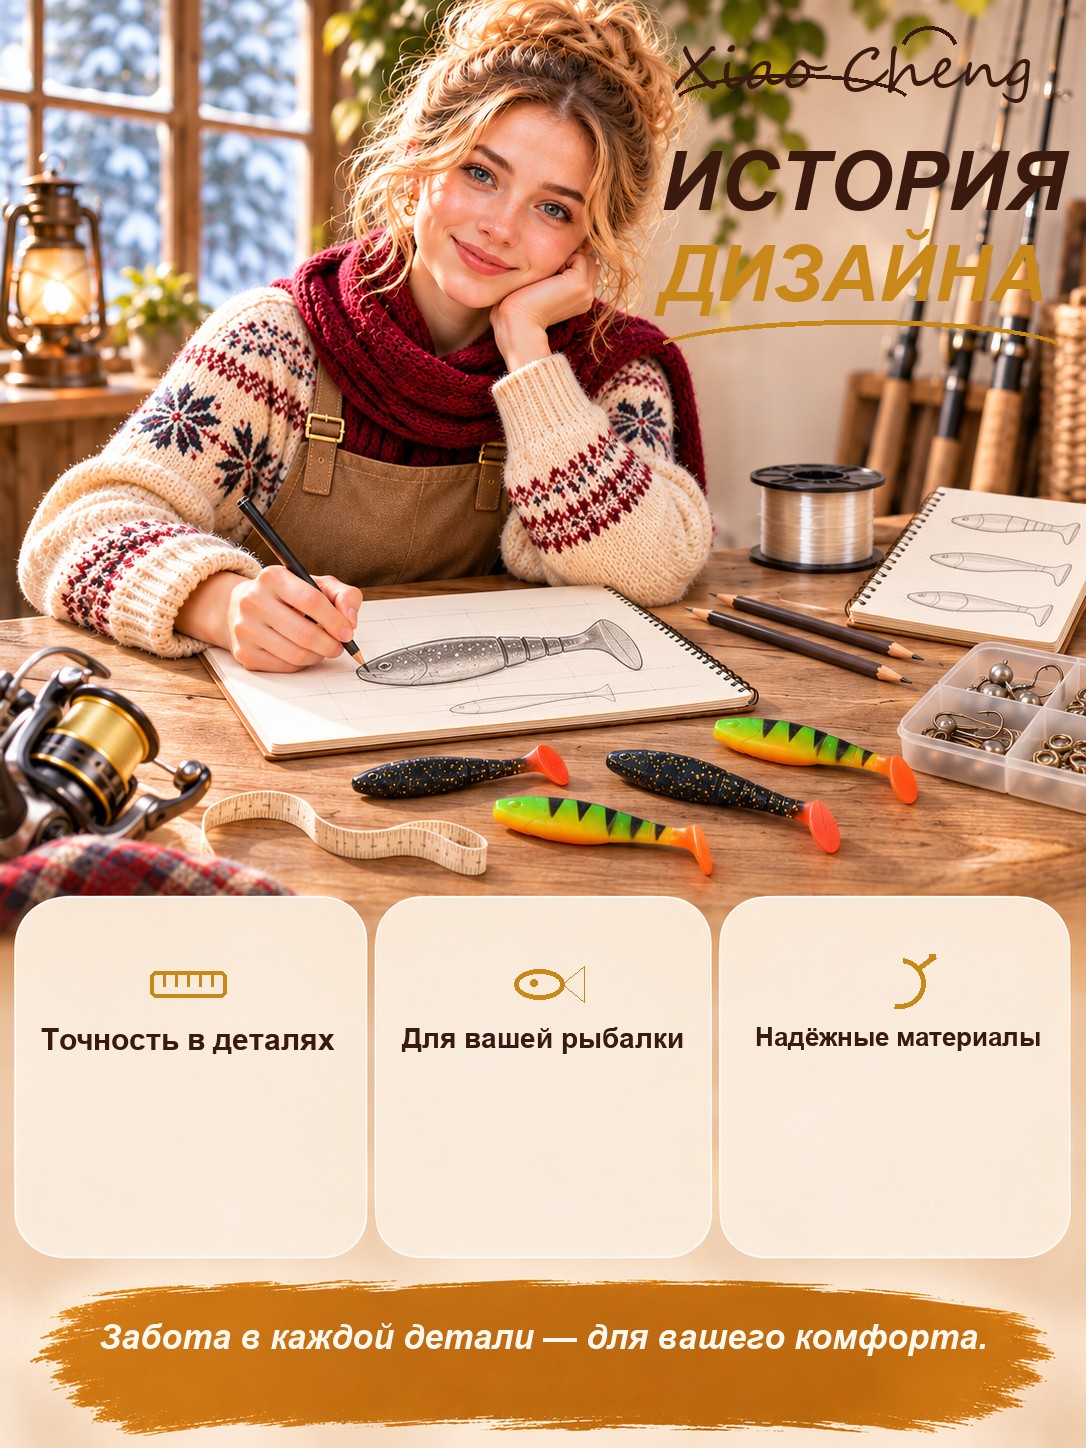 Xiao Cheng
ИСТОРИЯ
ДИЗАЙНА
Точность в деталях
Для вашей рыбалки
Надёжные материалы
Забота в каждой детали — для вашего комфорта.